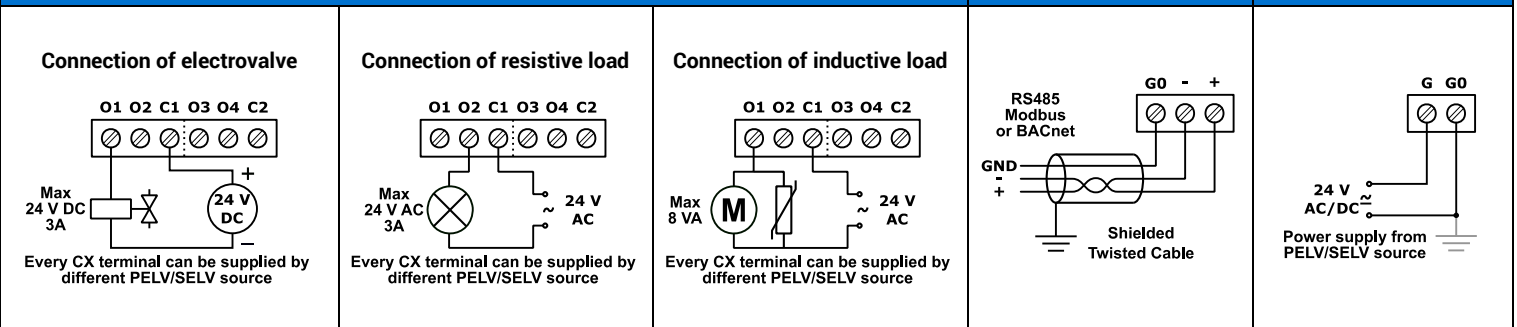 Connection of electrovalve
O1 O2 C1 O3 O4 C2
Max
24 V DC
3A
+
24 V
DC
−
Every CX terminal can be supplied by
different PELV/SELV source
Connection of resistive load
O1 O2 C1 O3 O4 C2
Max
24 V AC
3A
~
24 V
AC
Every CX terminal can be supplied by
different PELV/SELV source
Connection of inductive load
O1 O2 C1 O3 O4 C2
Max
8 VA
M
~
24 V
AC
Every CX terminal can be supplied by
different PELV/SELV source
G0 - +
RS485
Modbus
or BACnet
GND
-
+
Shielded
Twisted Cable
G G0
24 V
AC/DC
Power supply from
PELV/SELV source